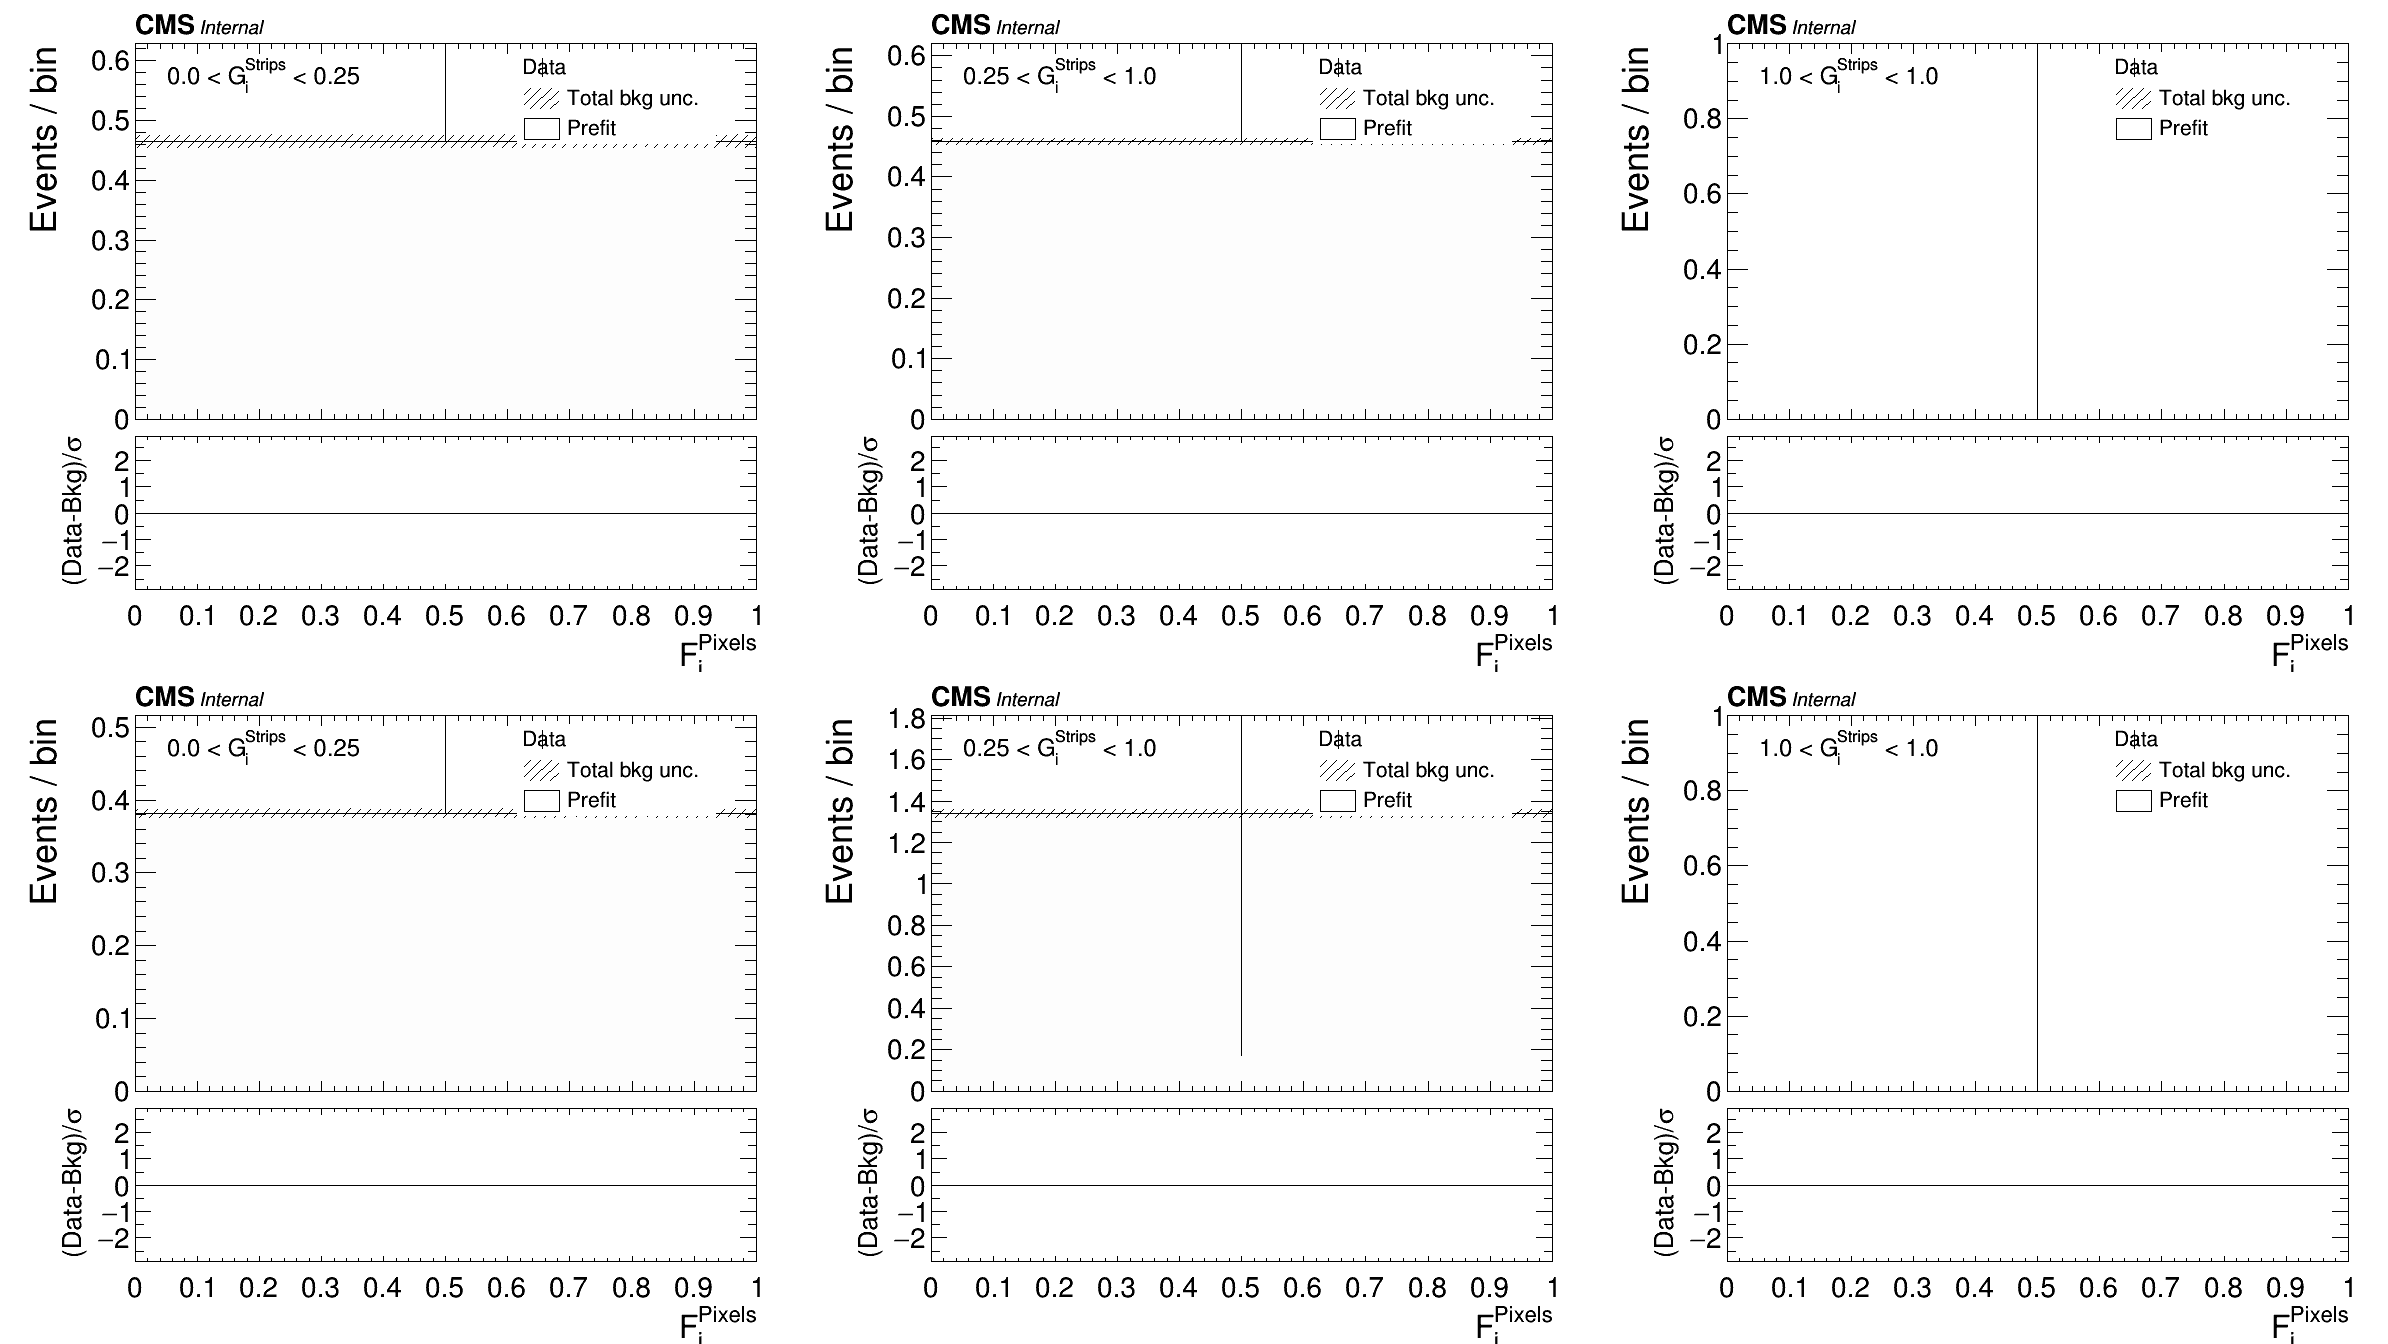 CMS Internal
Events / bin
0.0 < G_i^Strips < 0.25
Data
Total bkg unc.
Prefit
0.6
0.5
0.4
0.3
0.2
0.1
0
(Data-Bkg)/σ
2
1
0
−1
−2
0 0.1 0.2 0.3 0.4 0.5 0.6 0.7 0.8 0.9 1
F_i^Pixels
CMS Internal
Events / bin
0.25 < G_i^Strips < 1.0
Data
Total bkg unc.
Prefit
0.6
0.5
0.4
0.3
0.2
0.1
0
(Data-Bkg)/σ
2
1
0
−1
−2
0 0.1 0.2 0.3 0.4 0.5 0.6 0.7 0.8 0.9 1
F_i^Pixels
CMS Internal
Events / bin
1.0 < G_i^Strips < 1.0
Data
Total bkg unc.
Prefit
1
0.8
0.6
0.4
0.2
0
(Data-Bkg)/σ
2
1
0
−1
−2
0 0.1 0.2 0.3 0.4 0.5 0.6 0.7 0.8 0.9 1
F_i^Pixels
CMS Internal
Events / bin
0.0 < G_i^Strips < 0.25
Data
Total bkg unc.
Prefit
0.5
0.4
0.3
0.2
0.1
0
(Data-Bkg)/σ
2
1
0
−1
−2
0 0.1 0.2 0.3 0.4 0.5 0.6 0.7 0.8 0.9 1
F_i^Pixels
CMS Internal
Events / bin
0.25 < G_i^Strips < 1.0
Data
Total bkg unc.
Prefit
1.8
1.6
1.4
1.2
1
0.8
0.6
0.4
0.2
0
(Data-Bkg)/σ
2
1
0
−1
−2
0 0.1 0.2 0.3 0.4 0.5 0.6 0.7 0.8 0.9 1
F_i^Pixels
CMS Internal
Events / bin
1.0 < G_i^Strips < 1.0
Data
Total bkg unc.
Prefit
1
0.8
0.6
0.4
0.2
0
(Data-Bkg)/σ
2
1
0
−1
−2
0 0.1 0.2 0.3 0.4 0.5 0.6 0.7 0.8 0.9 1
F_i^Pixels